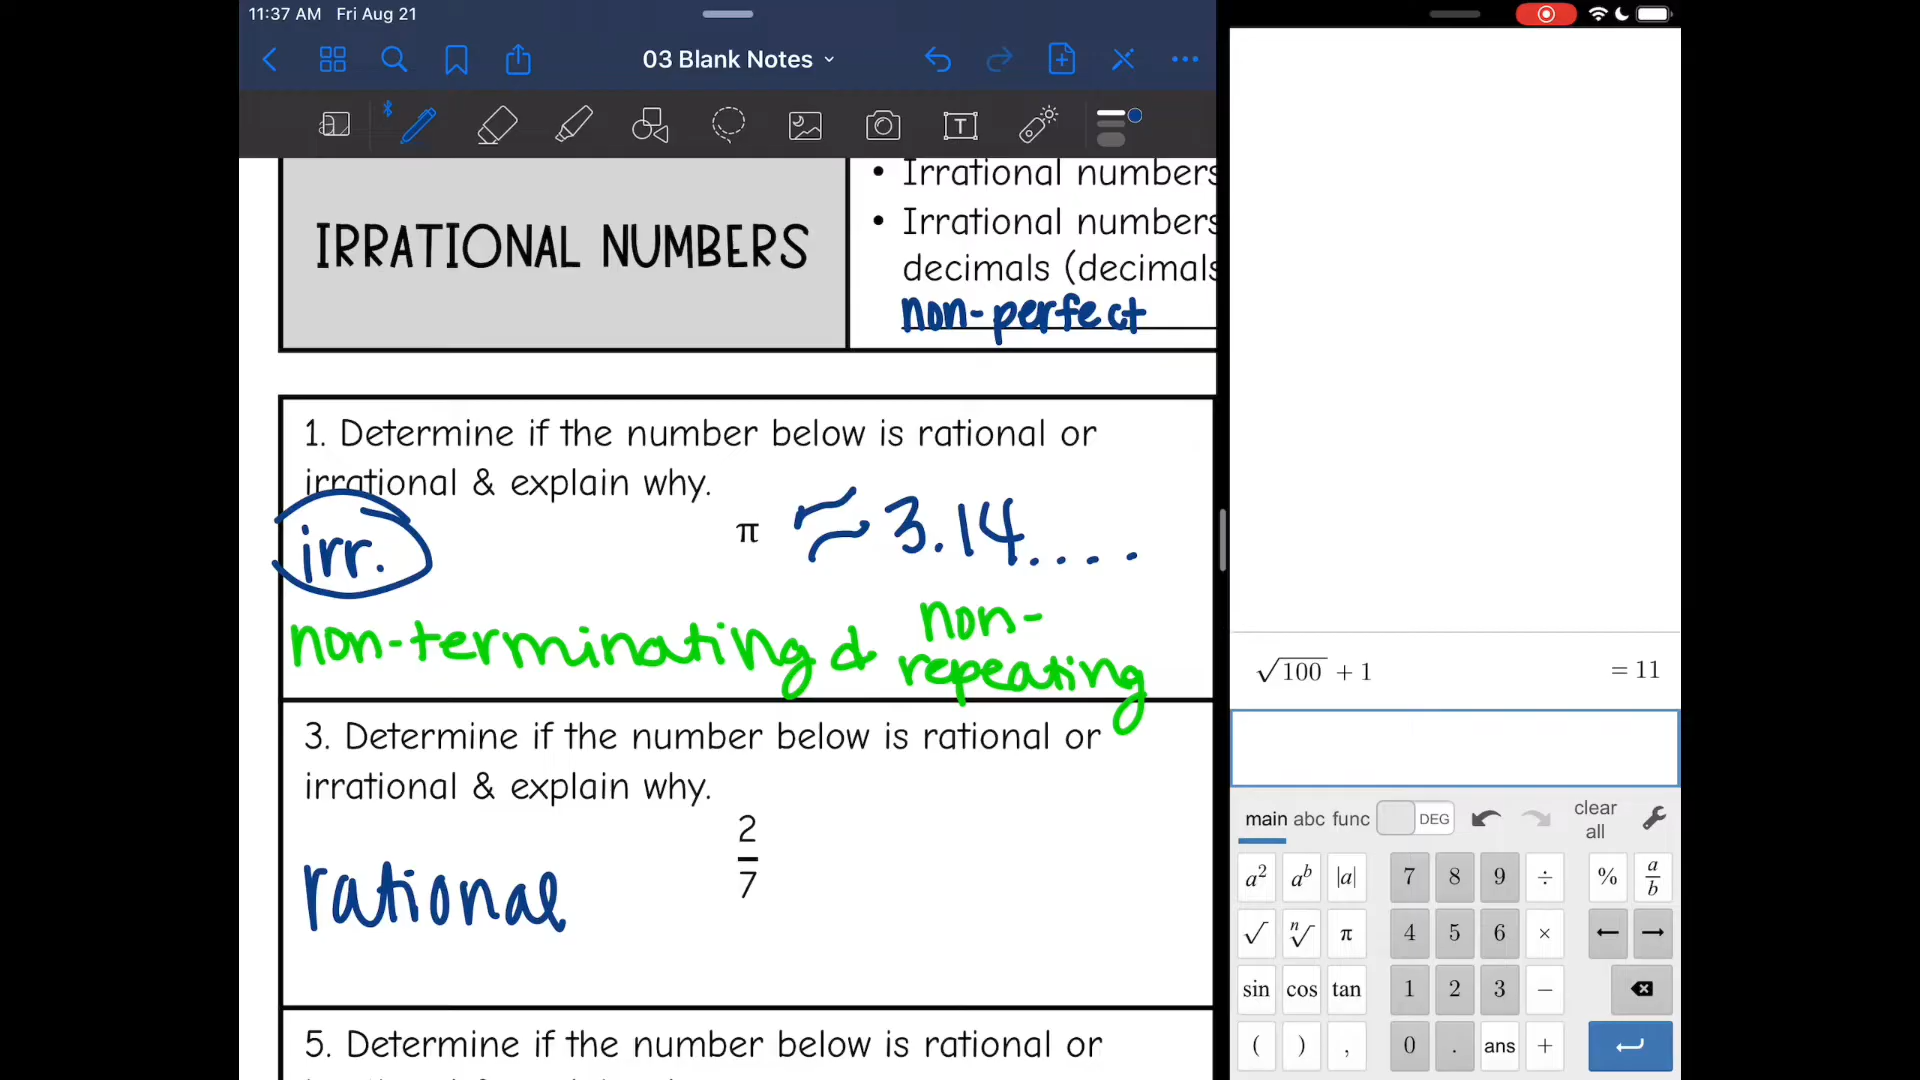 11:37 AM Fri Aug 21
03 Blank Notes
IRRATIONAL NUMBERS
• Irrational numbers
• Irrational numbers
decimals (decimals
non-perfect
1. Determine if the number below is rational or
irrational & explain why.
irr.
π ≈ 3.14....
non-terminating & non-
repeating
3. Determine if the number below is rational or
irrational & explain why.
2
7
rational
5. Determine if the number below is rational or
√100 + 1 = 11
main abc func DEG clear
all
a² aᵇ |a| 7 8 9 ÷ % a/b
√ ⁿ√ π 4 5 6 × ← →
sin cos tan 1 2 3 −
( ) , 0 . ans +